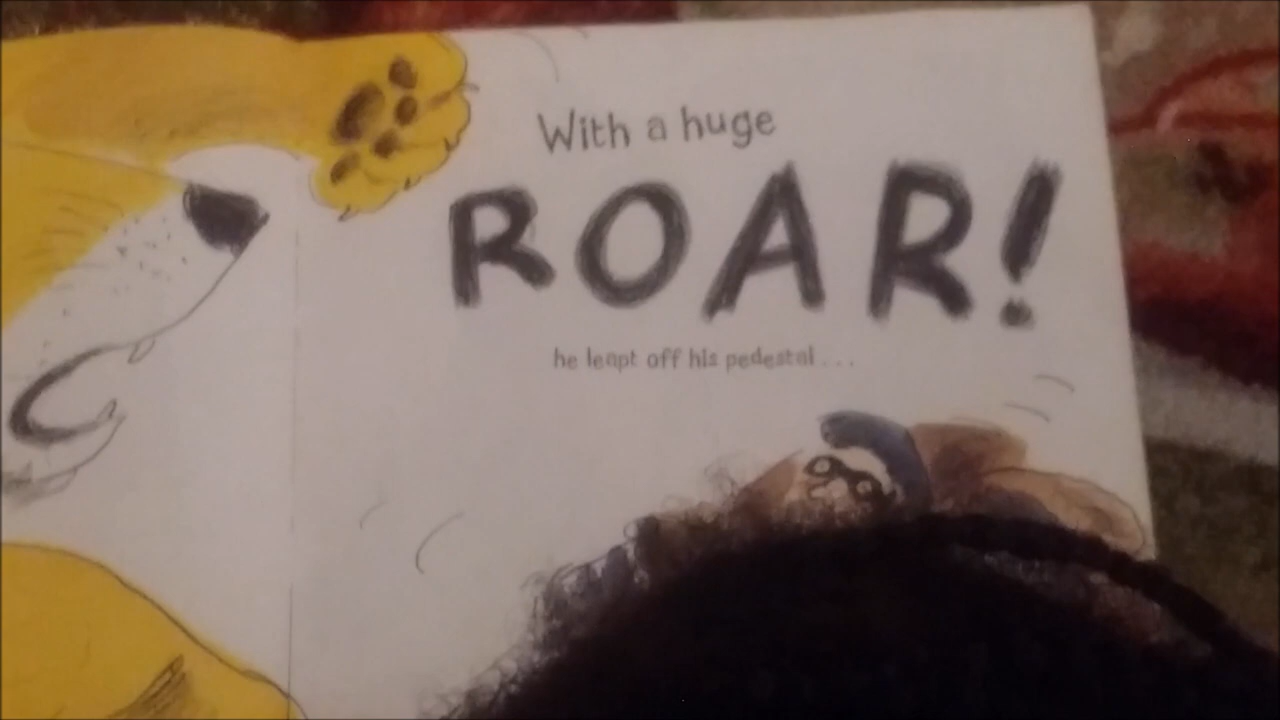 With a huge
ROAR!
he leapt off his pedestal . . .